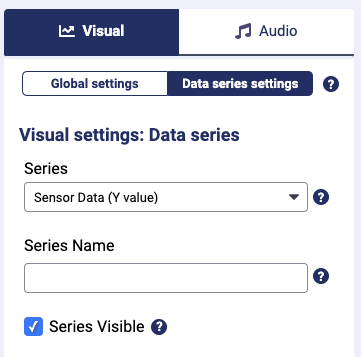 Visual
Audio
Global settings
Data series settings
?
Visual settings: Data series
Series
Sensor Data (Y value)
?
Series Name
?
Series Visible ?